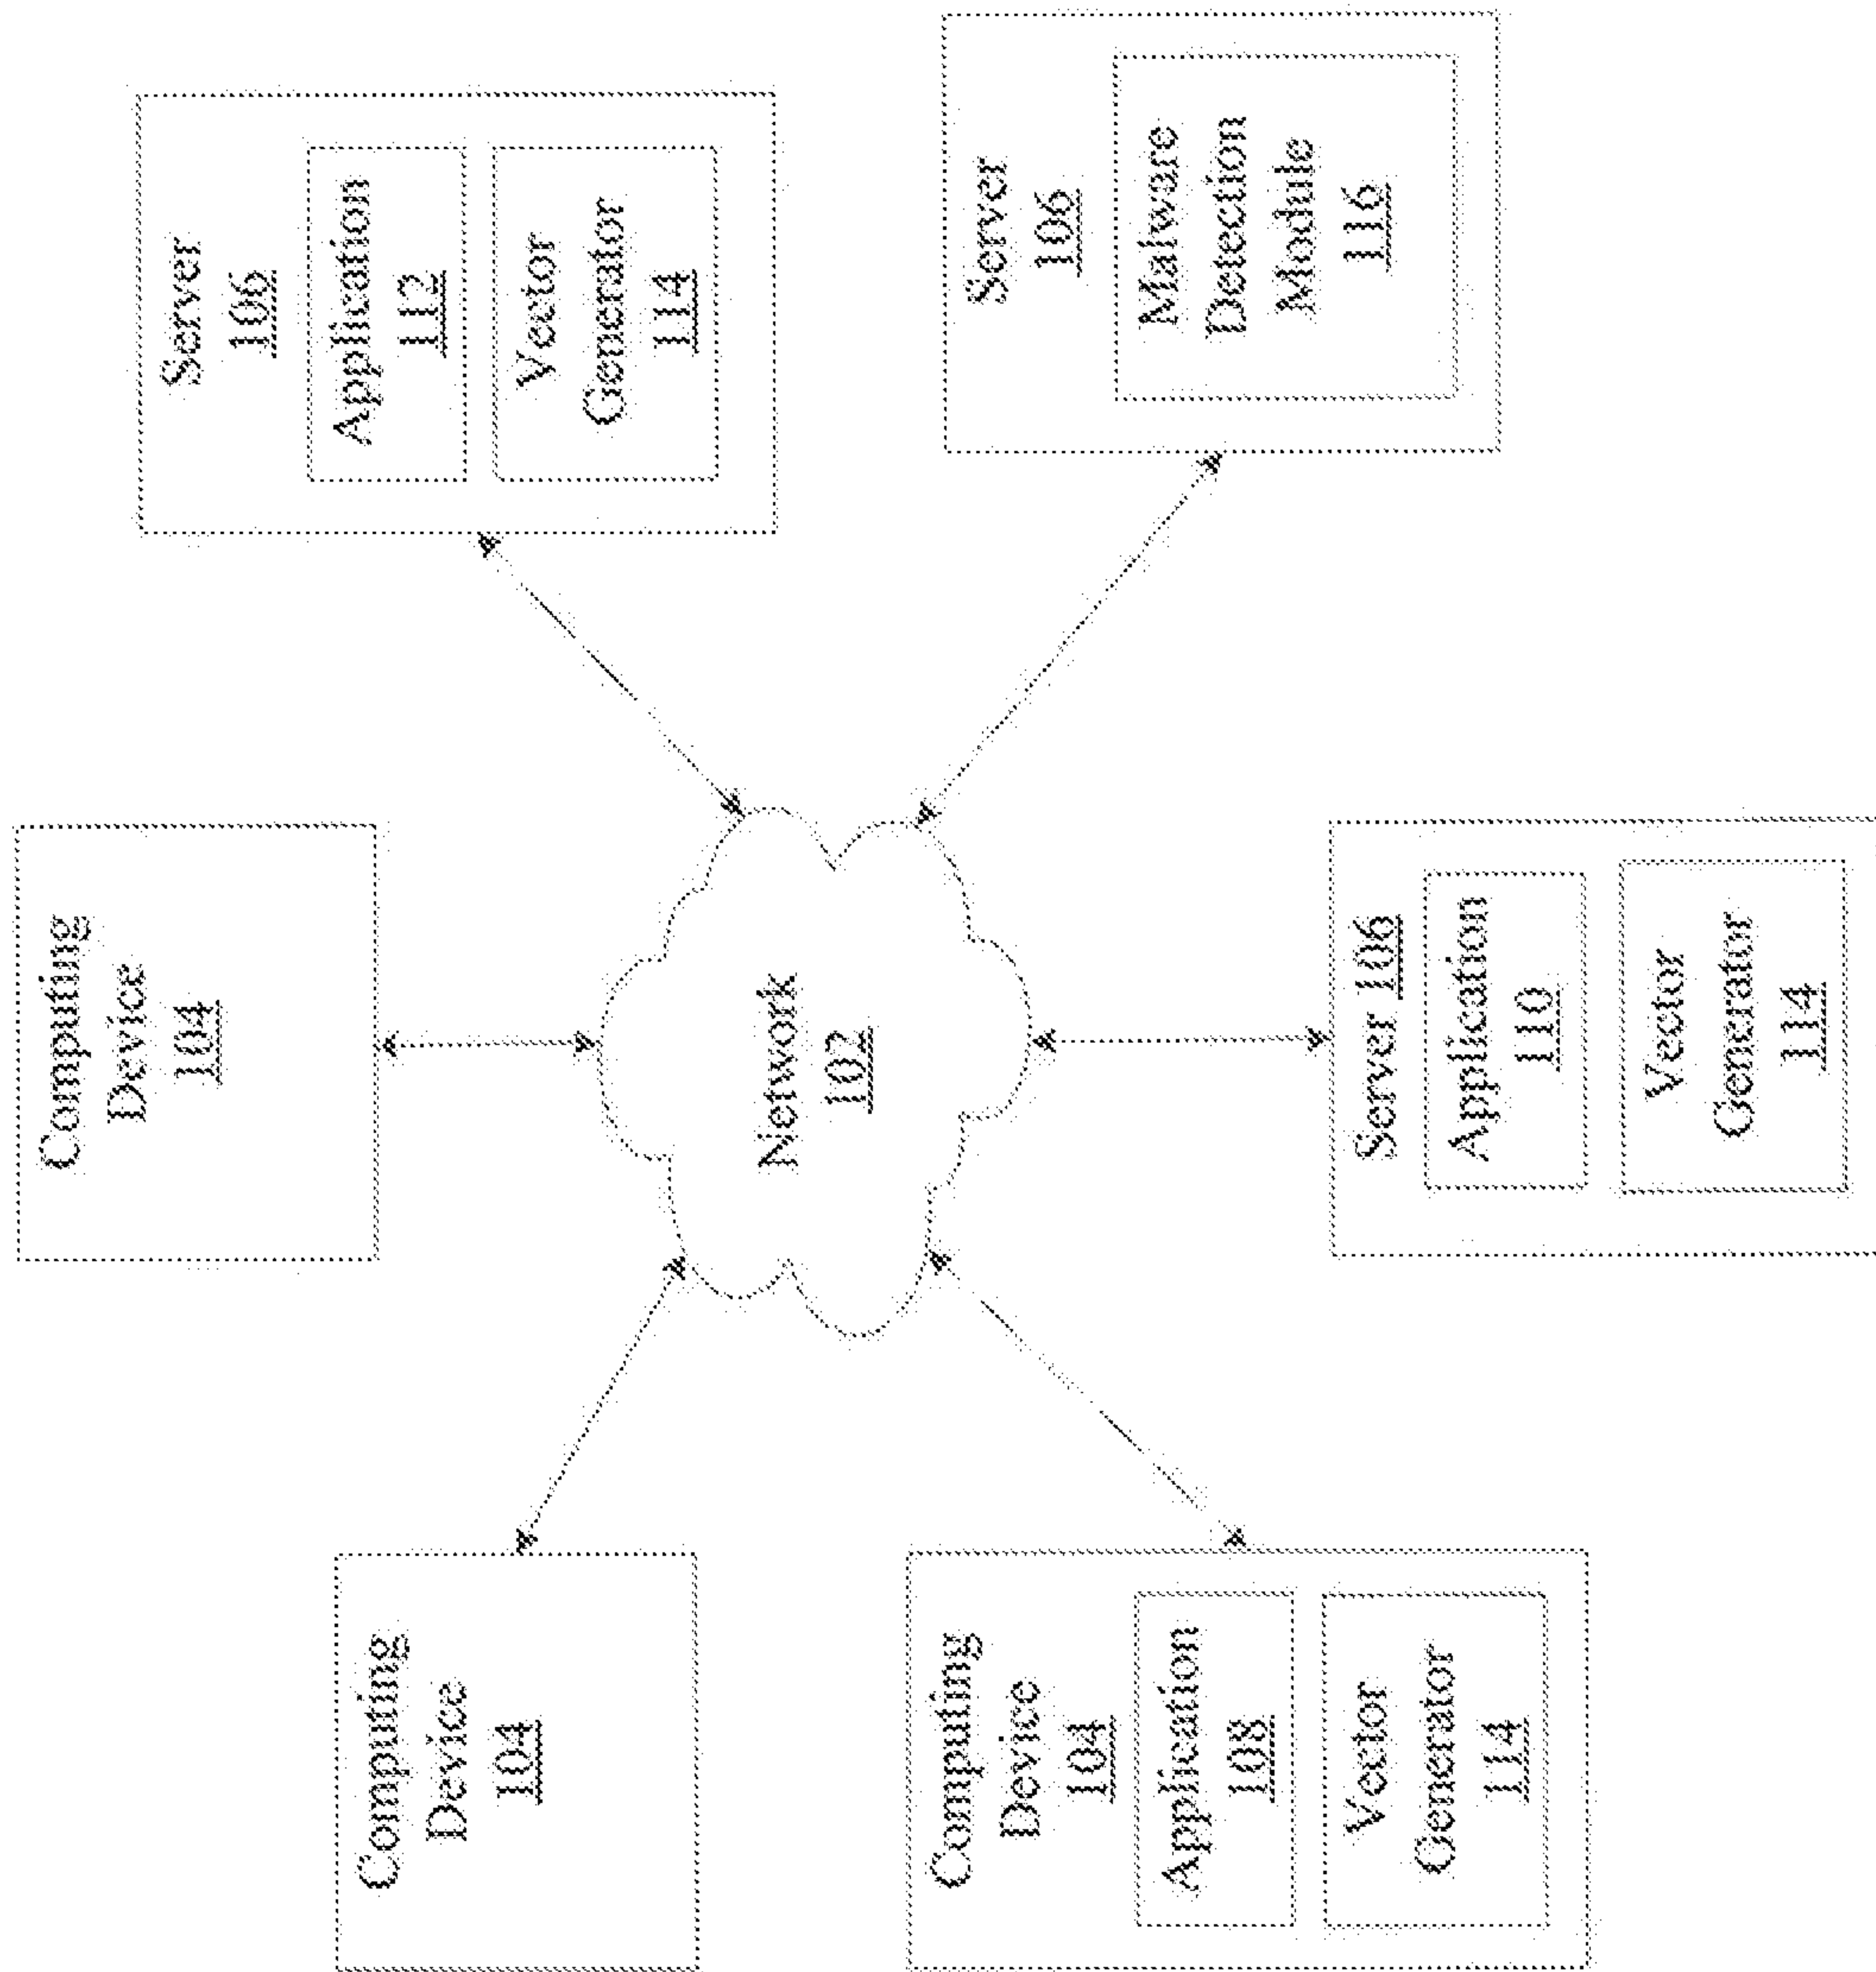 Computing
Device
104
Computing
Device
104
Server
106
Application
112
Vector
Generator
114
Network
102
Computing
Device
104
Application
108
Vector
Generator
114
Server 106
Application
110
Vector
Generator
114
Server
106
Malware
Detection
Module
116